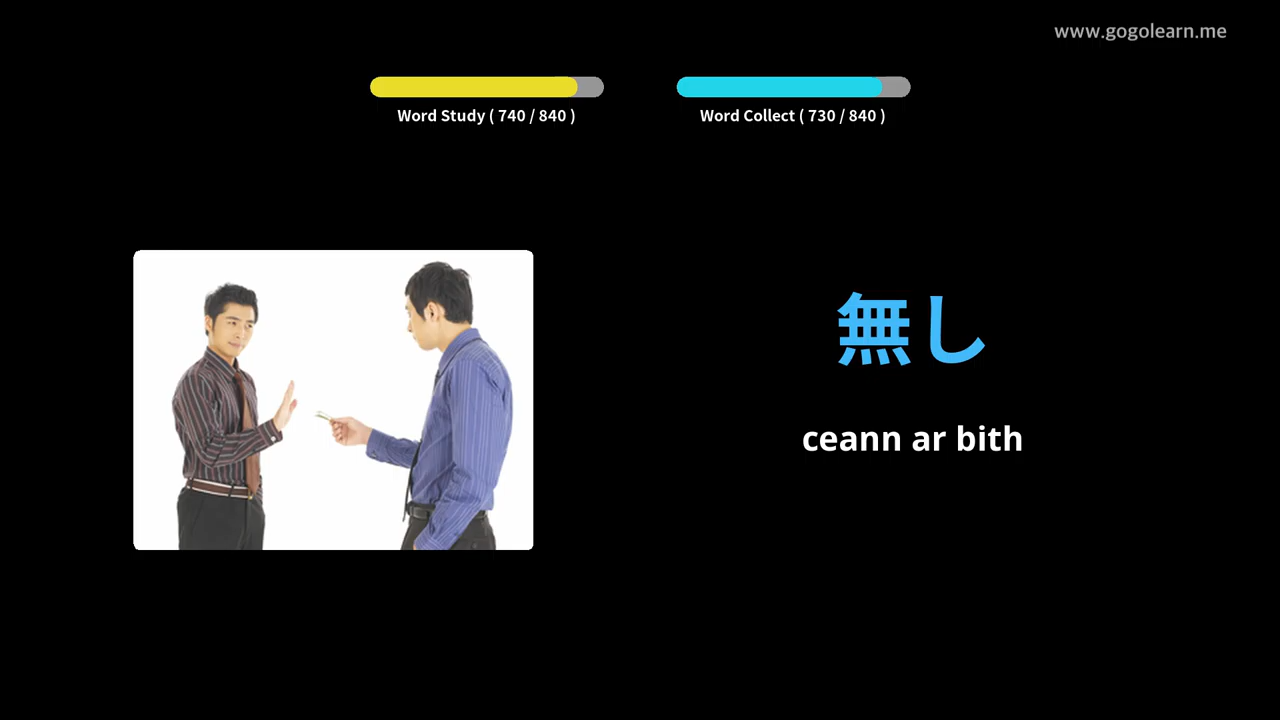 www.gogolearn.me
Word Study ( 740 / 840 )
Word Collect ( 730 / 840 )
無し
ceann ar bith